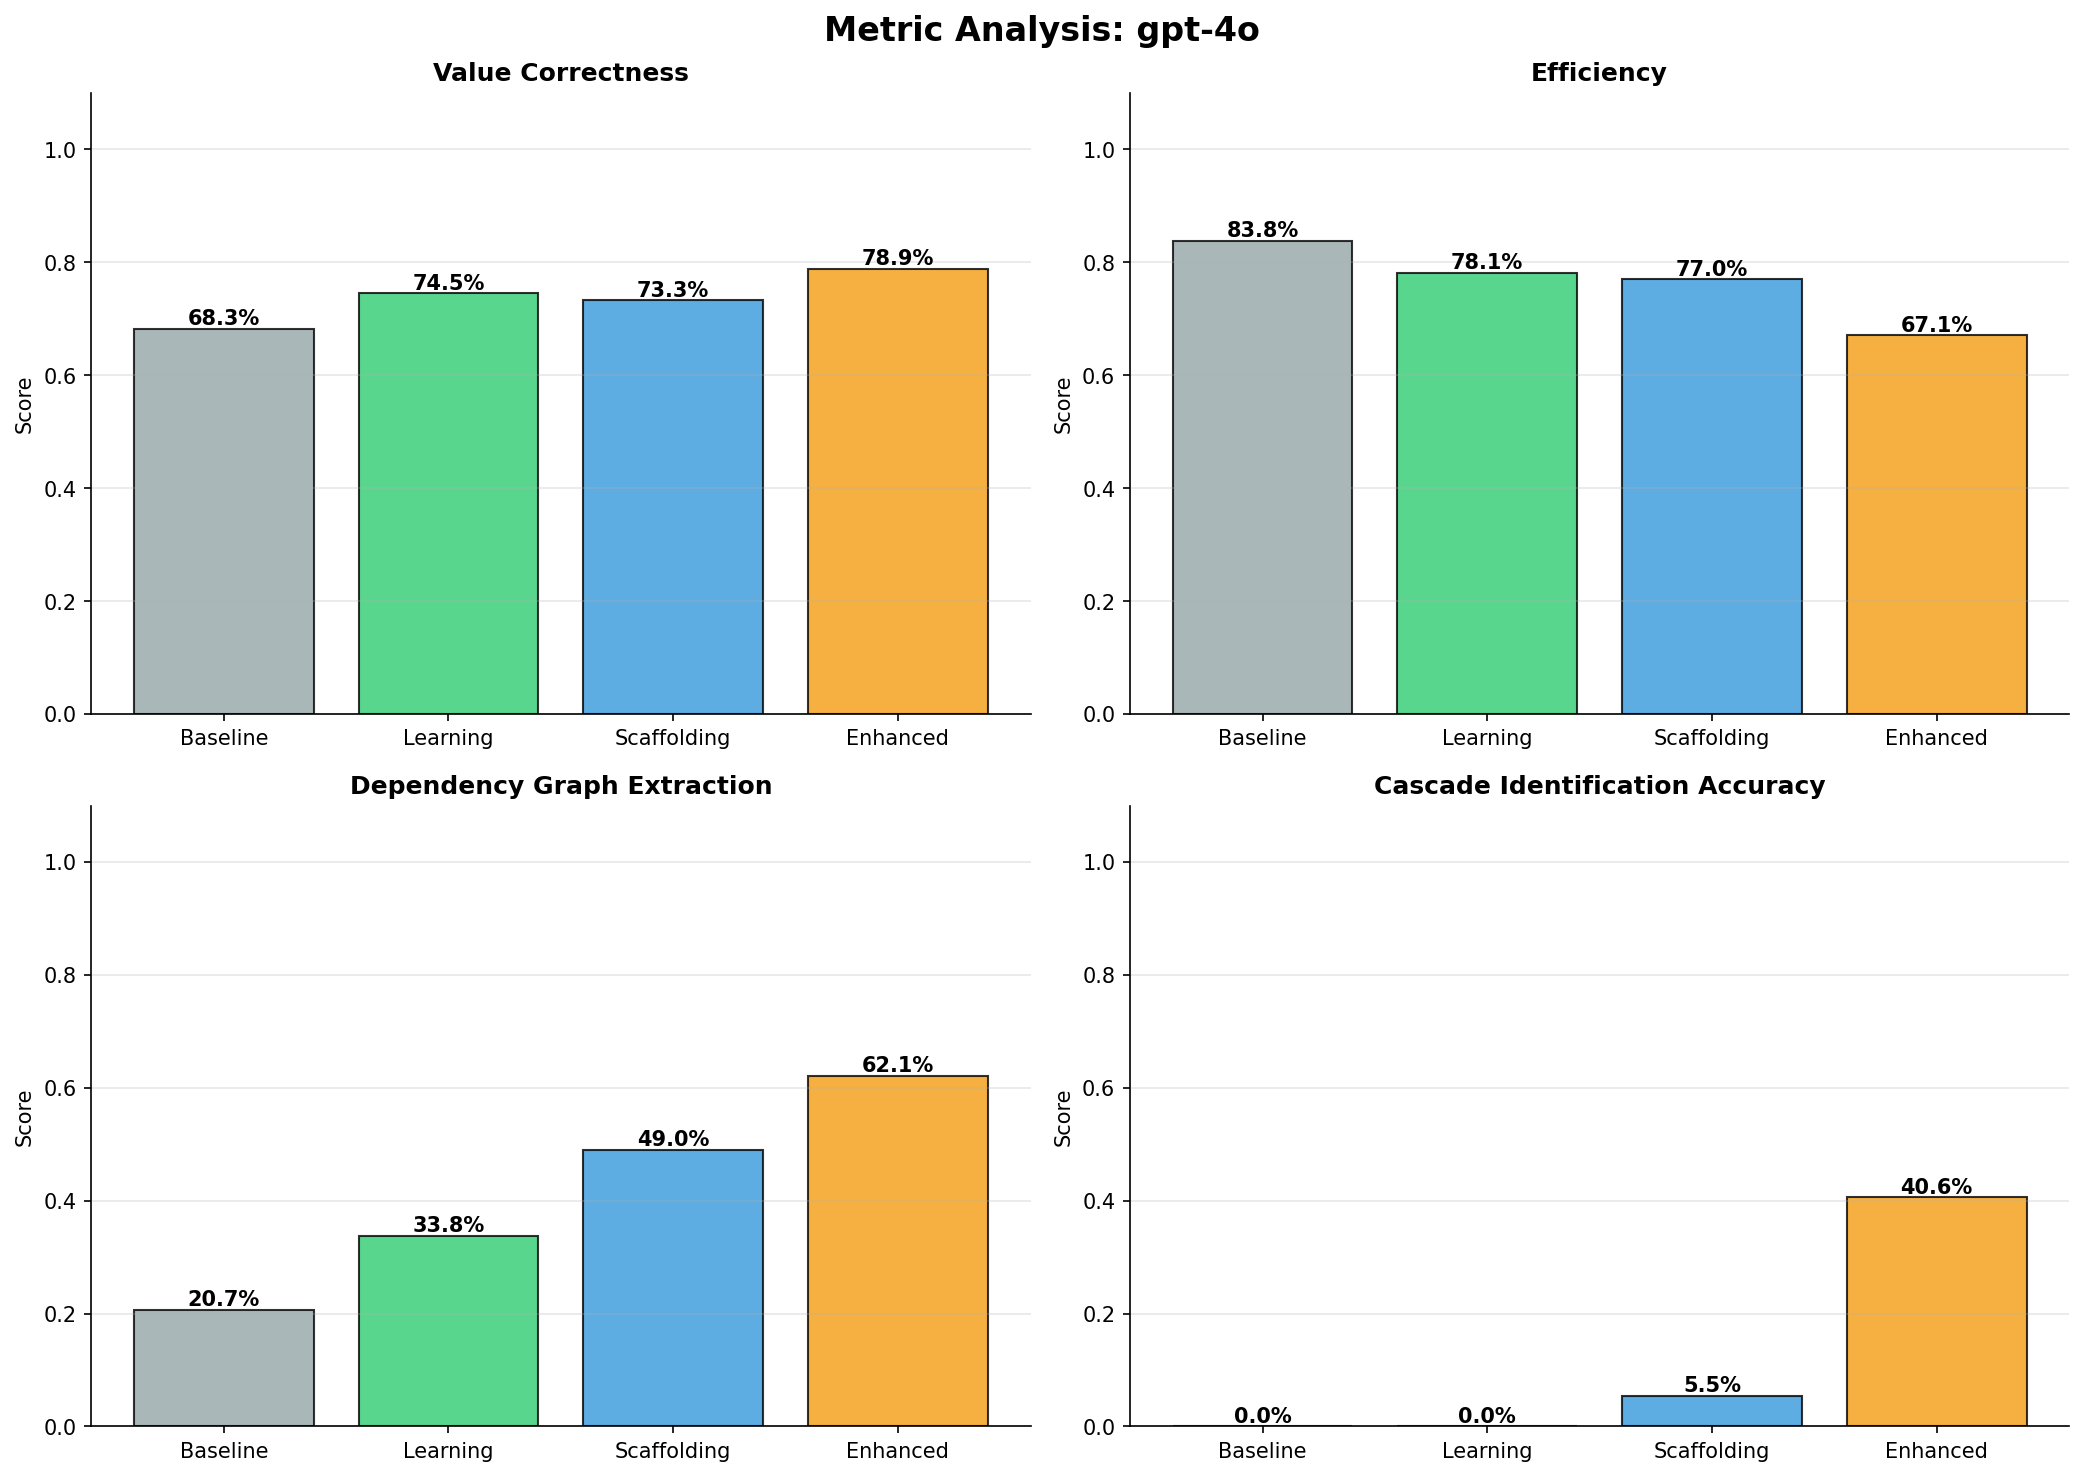 Metric Analysis: gpt-4o
Value Correctness
Score
1.0
0.8
0.6
0.4
0.2
0.0
68.3%
74.5%
73.3%
78.9%
Baseline
Learning
Scaffolding
Enhanced
Efficiency
Score
1.0
0.8
0.6
0.4
0.2
0.0
83.8%
78.1%
77.0%
67.1%
Baseline
Learning
Scaffolding
Enhanced
Dependency Graph Extraction
Score
1.0
0.8
0.6
0.4
0.2
0.0
20.7%
33.8%
49.0%
62.1%
Baseline
Learning
Scaffolding
Enhanced
Cascade Identification Accuracy
Score
1.0
0.8
0.6
0.4
0.2
0.0
0.0%
0.0%
5.5%
40.6%
Baseline
Learning
Scaffolding
Enhanced